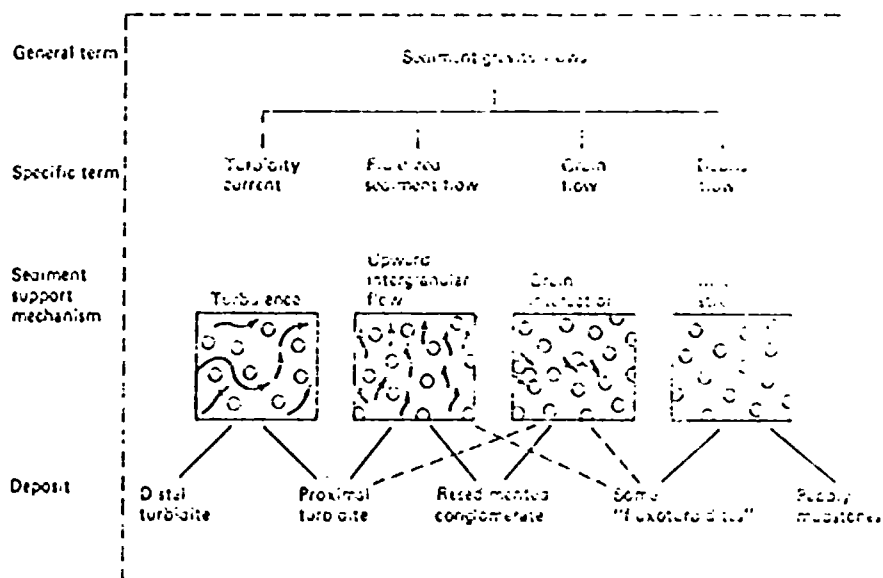 General term
Sediment gravity flows
Specific term
Turbidity current
Fluidized sediment flow
Grain flow
Debris flow
Sediment support mechanism
Turbulence
Upward intergranular flow
Grain interaction
Deposit
Distal turbidite
Proximal turbidite
Resedimented conglomerate
Some "fluxoturbidites"
Pebbly mudstones